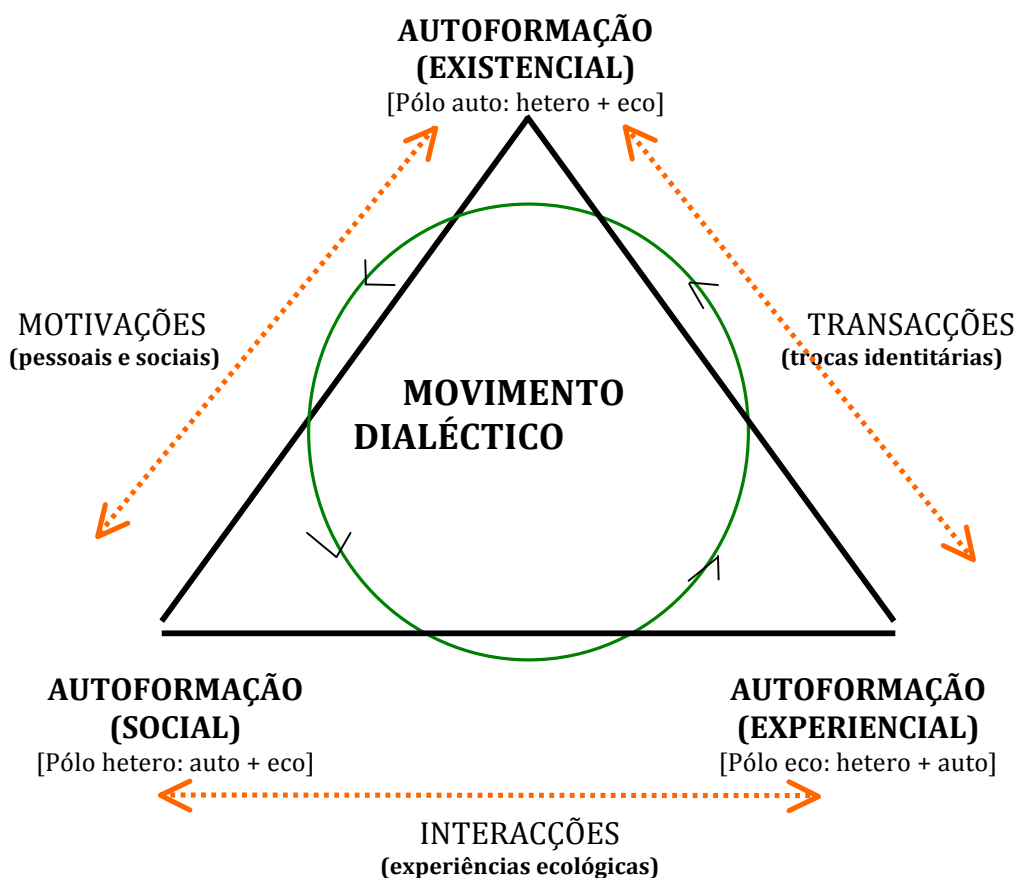 AUTOFORMAÇÃO
(EXISTENCIAL)
[Pólo auto: hetero + eco]
MOTIVAÇÕES
(pessoais e sociais)
TRANSACÇÕES
(trocas identitárias)
MOVIMENTO
DIALÉCTICO
AUTOFORMAÇÃO
(SOCIAL)
[Pólo hetero: auto + eco]
AUTOFORMAÇÃO
(EXPERIENCIAL)
[Pólo eco: hetero + auto]
INTERACÇÕES
(experiências ecológicas)